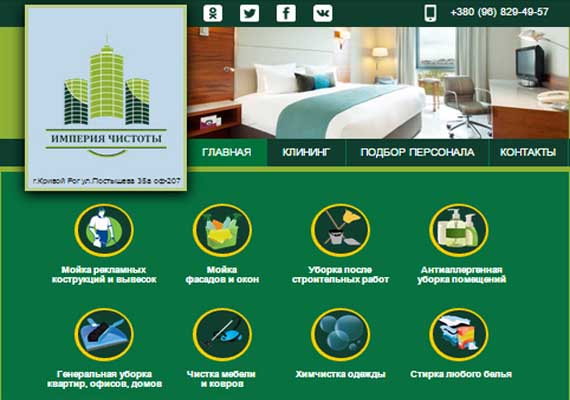 +380 (96) 829-49-57
ИМПЕРИЯ ЧИСТОТЫ
г.Кривой Рог ул.Постышева 35а оф-207
ГЛАВНАЯ КЛИНИНГ ПОДБОР ПЕРСОНАЛА КОНТАКТЫ
Мойка рекламных
кострукций и вывесок
Мойка
фасадов и окон
Уборка после
строительных работ
Антиаллергенная
уборка помещений
Генеральная уборка
квартир, офисов, домов
Чистка мебели
и ковров
Химчистка одежды
Стирка любого белья